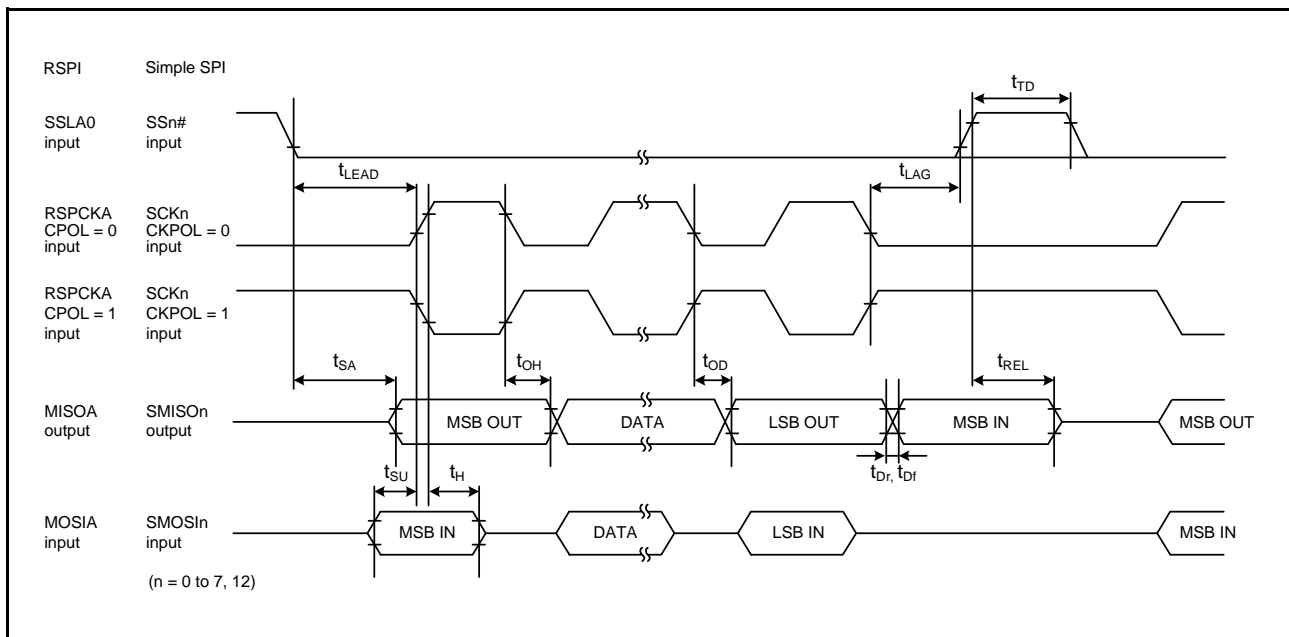 RSPI Simple SPI
tTD
SSLA0 SSn#
input input
tLEAD
tLAG
RSPCKA SCKn
CPOL = 0 CKPOL = 0
input input
RSPCKA SCKn
CPOL = 1 CKPOL = 1
input input
tSA
tOH
tOD
tREL
MISOA SMISOn
output output
MSB OUT DATA LSB OUT MSB IN MSB OUT
tSU
tH
tDr, tDf
MOSIA SMOSIn
input input
MSB IN DATA LSB IN MSB IN
(n = 0 to 7, 12)